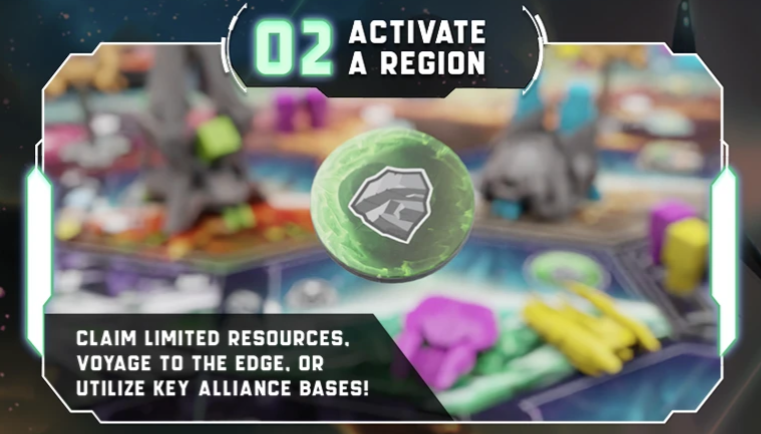 02 ACTIVATE
A REGION
CLAIM LIMITED RESOURCES,
VOYAGE TO THE EDGE, OR
UTILIZE KEY ALLIANCE BASES!